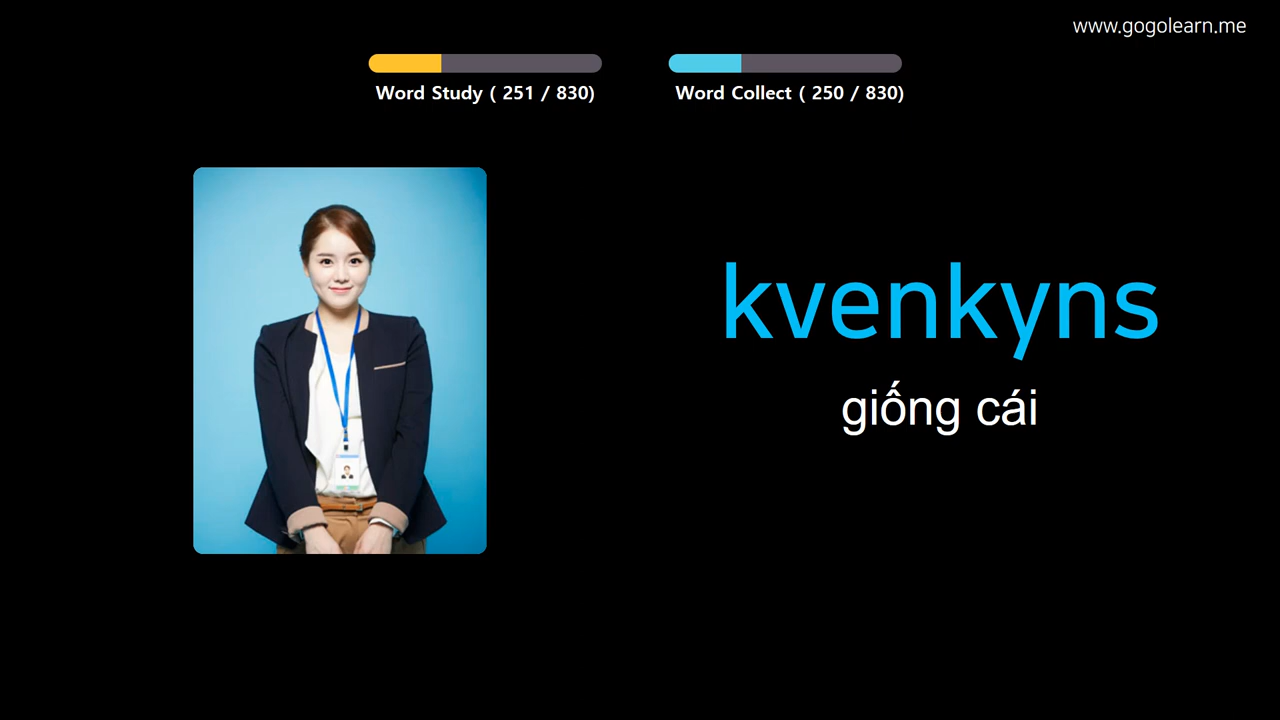 www.gogolearn.me
Word Study ( 251 / 830)
Word Collect ( 250 / 830)
kvenkyns
giống cái